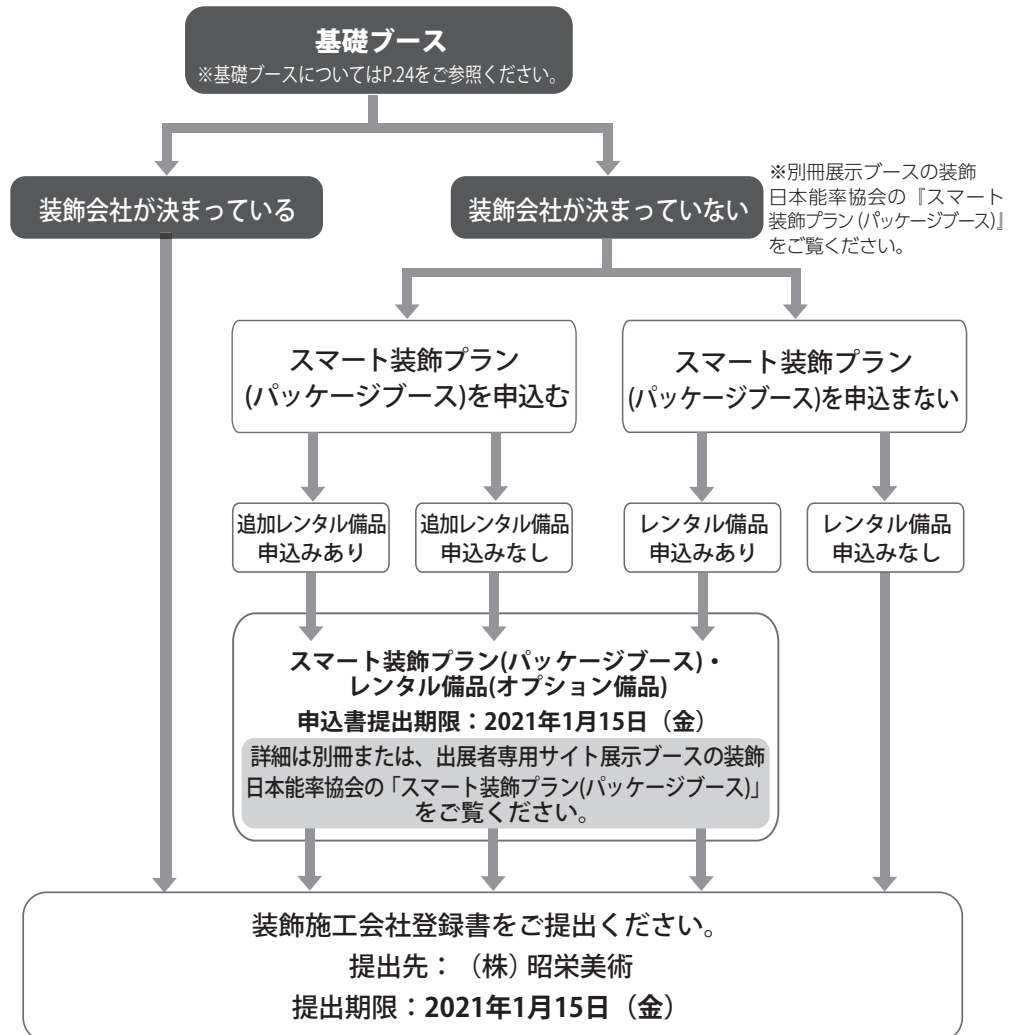 基礎ブース
※基礎ブースについてはP.24をご参照ください。
装飾会社が決まっている
装飾会社が決まっていない
※別冊展示ブースの装飾
日本能率協会の『スマート
装飾プラン(パッケージブース)』
をご覧ください。
スマート装飾プラン
(パッケージブース)を申込む
スマート装飾プラン
(パッケージブース)を申込まない
追加レンタル備品
申込みあり
追加レンタル備品
申込みなし
レンタル備品
申込みあり
レンタル備品
申込みなし
スマート装飾プラン(パッケージブース)・
レンタル備品(オプション備品)
申込書提出期限：2021年1月15日（金）
詳細は別冊または、出展者専用サイト展示ブースの装飾
日本能率協会の「スマート装飾プラン(パッケージブース)」
をご覧ください。
装飾施工会社登録書をご提出ください。
提出先：（株）昭栄美術
提出期限：2021年1月15日（金）